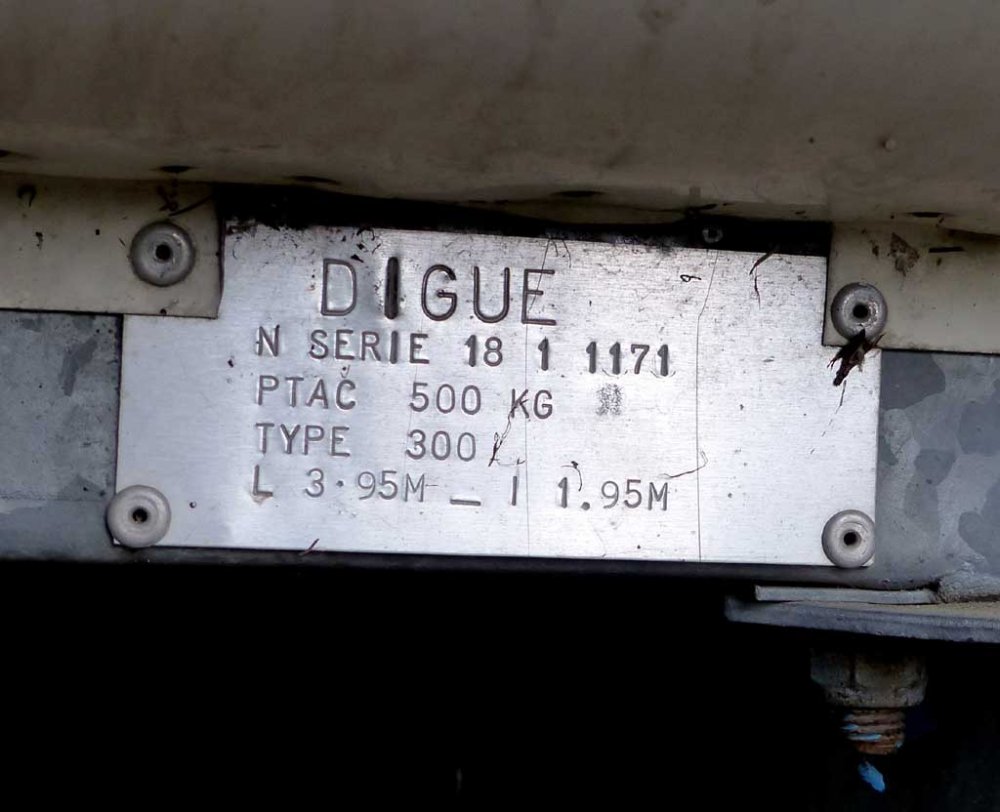 DIGUE
N SERIE 18 1 1171
PTAC 500 KG
TYPE 300
L 3.95M _ l 1.95M